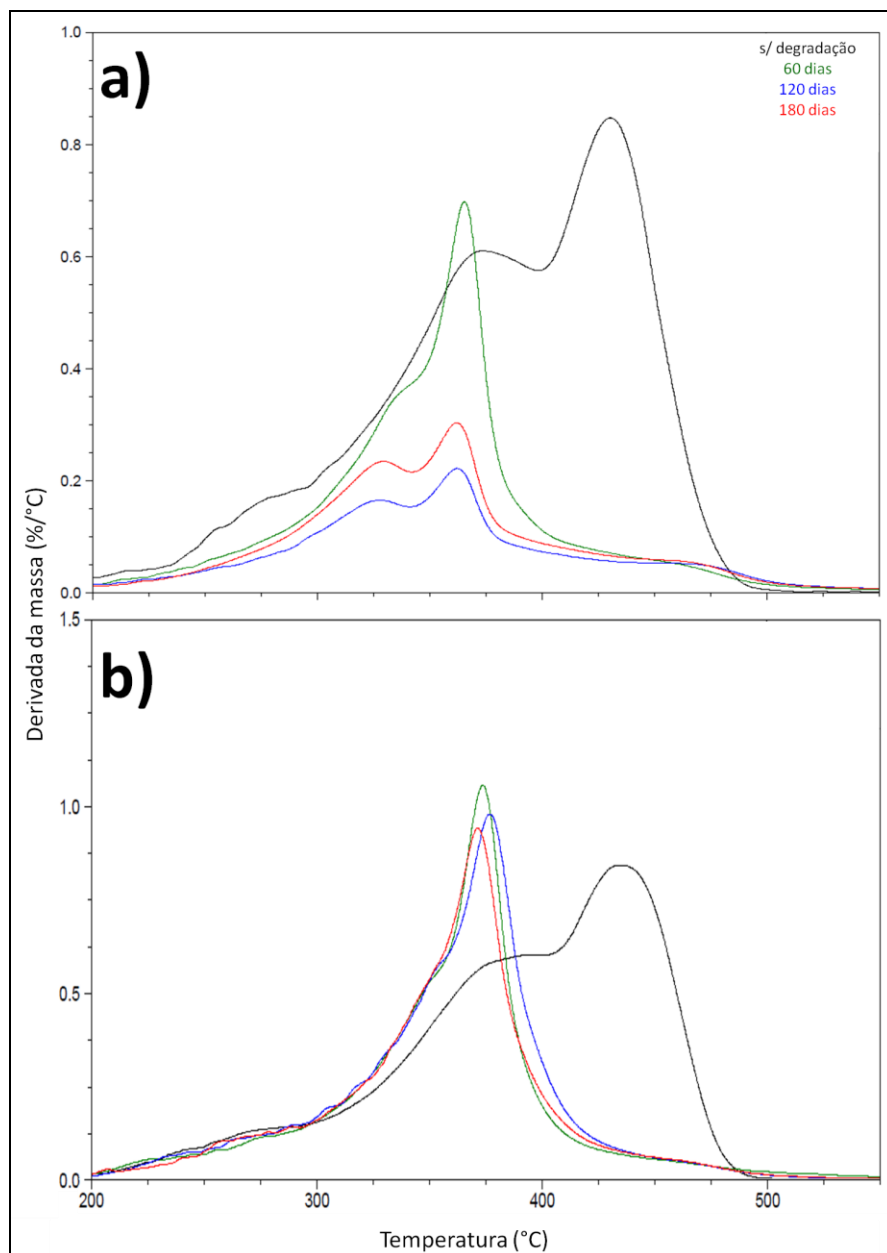 a)
s/ degradação
60 dias
120 dias
180 dias
1.0
0.8
0.6
0.4
0.2
0.0
Derivada da massa (%/°C)
b)
1.5
1.0
0.5
0.0
200
300
400
500
Temperatura (°C)